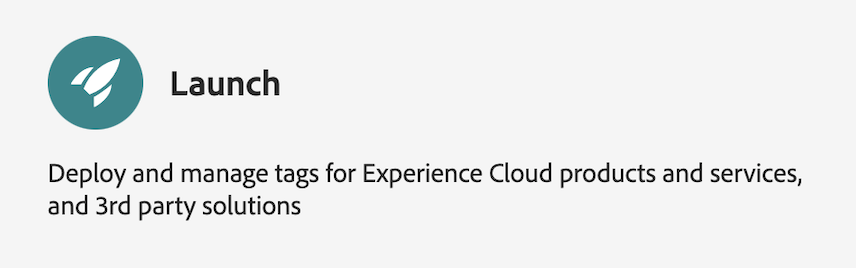 Launch
Deploy and manage tags for Experience Cloud products and services,
and 3rd party solutions